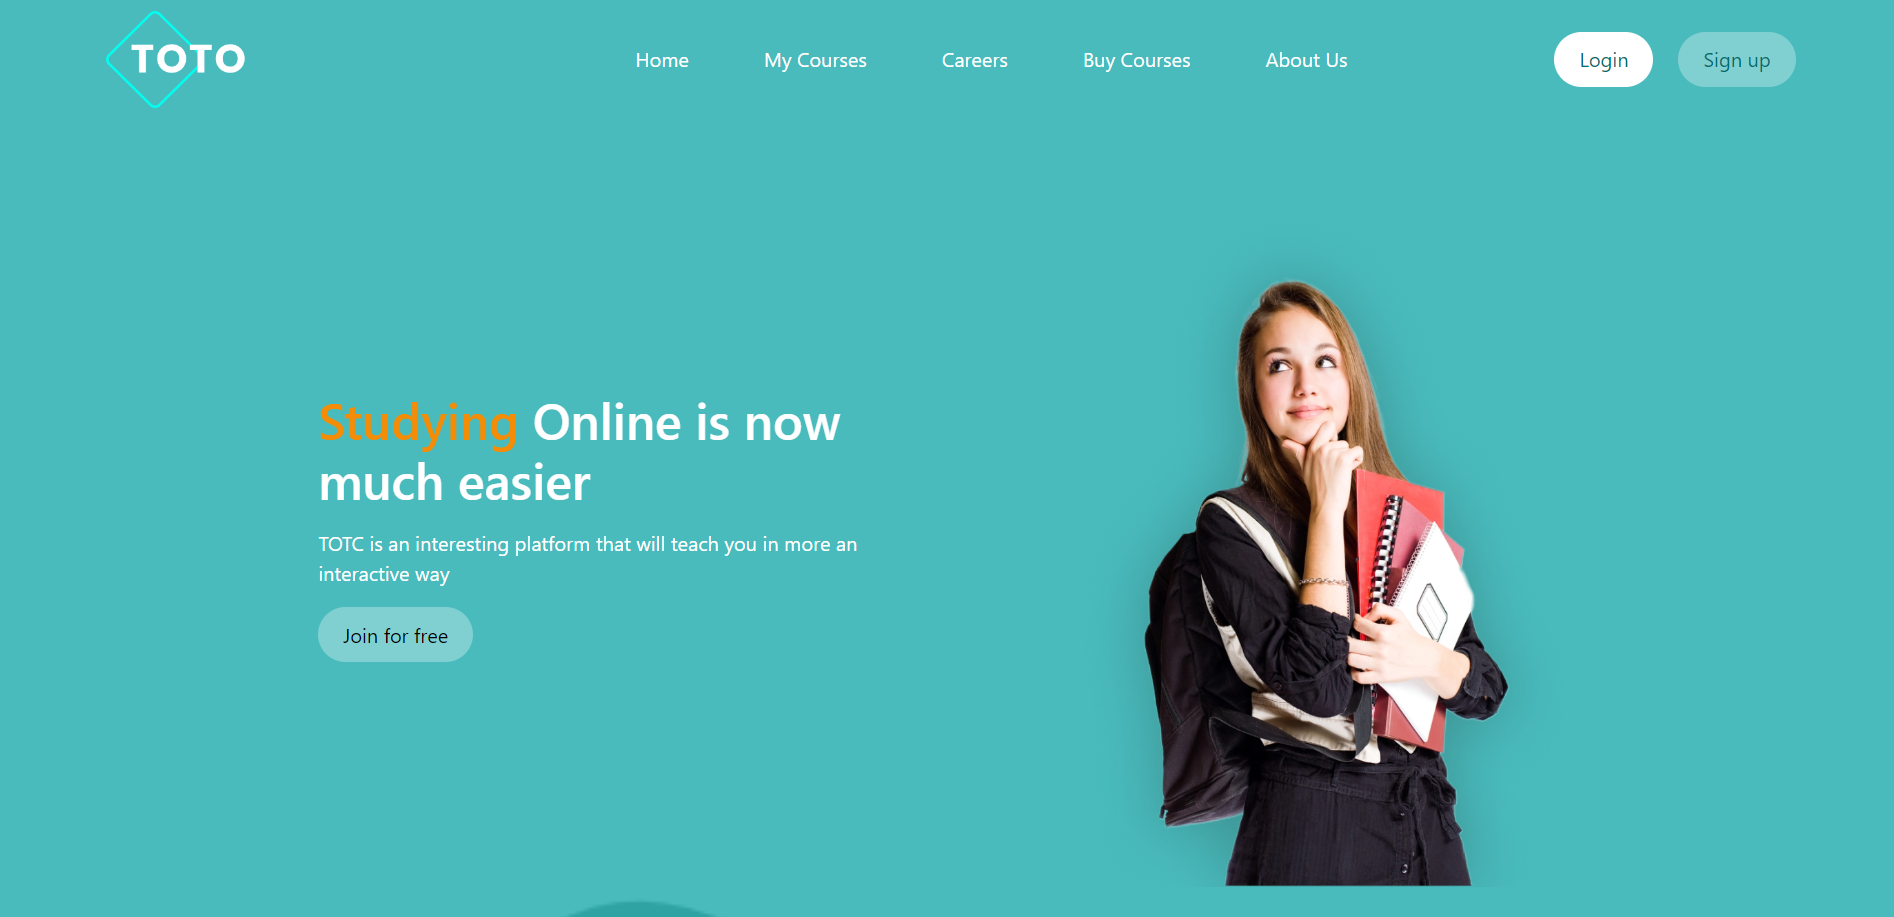 TOTO
Home
My Courses
Careers
Buy Courses
About Us
Login
Sign up
Studying Online is now
much easier
TOTC is an interesting platform that will teach you in more an
interactive way
Join for free